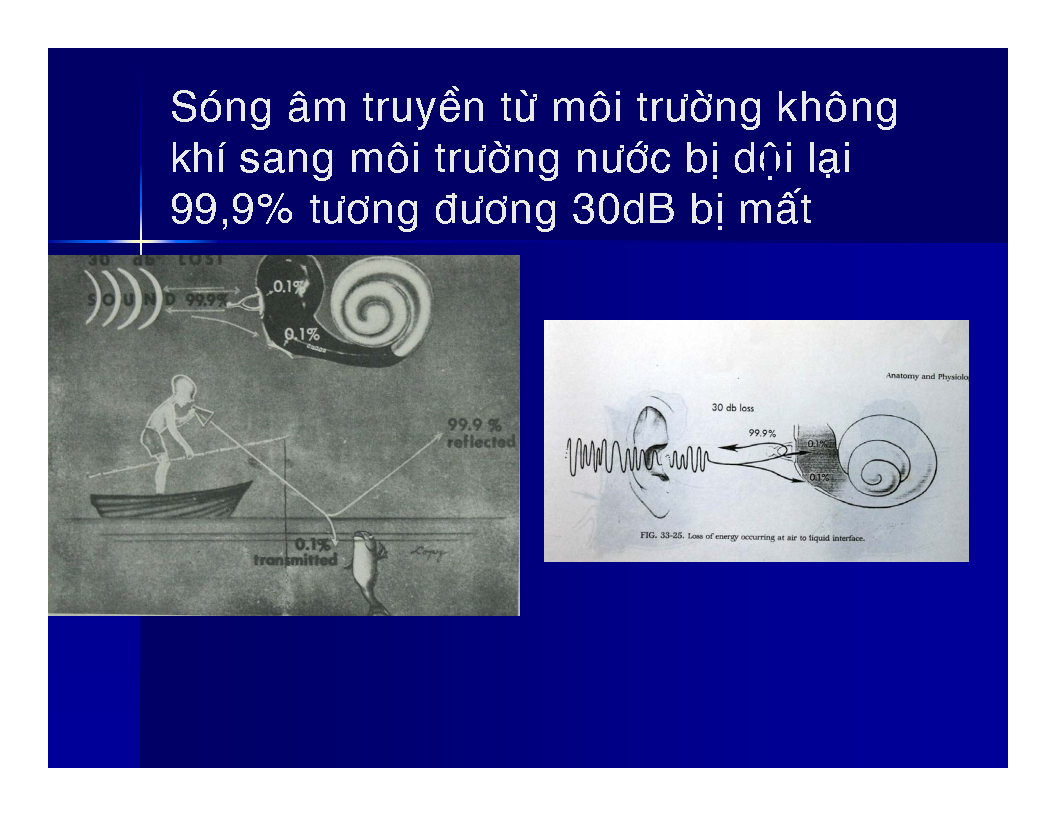 Sóng âm truyền từ môi trường không
khí sang môi trường nước bị dội lại
99,9% tương đương 30dB bị mất
30 db LOST
SOUND 99.9%
0.1%
0.1%
99.9 %
reflected
0.1%
transmitted
Anatomy and Physiolo
30 db loss
99.9%
0.1%
0.1%
FIG. 33-25. Loss of energy occurring at air to liquid interface.